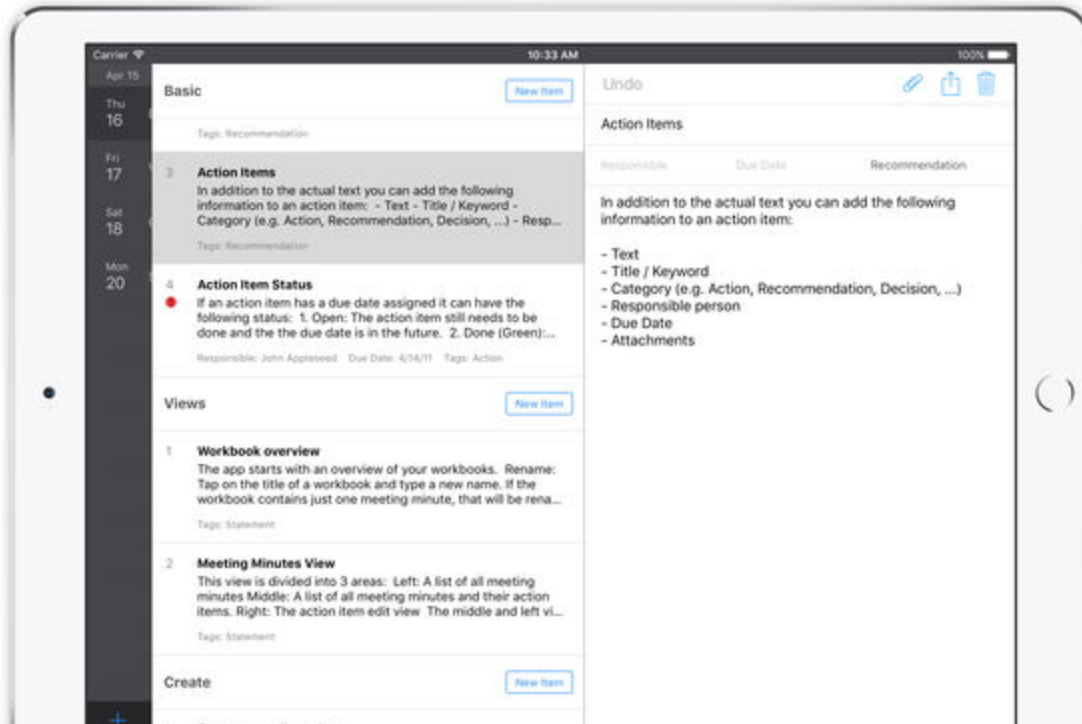 Carrier
10:33 AM
100%
Apr 15
Thu
16
Fri
17
Sat
18
Mon
20
Basic
New Item
Tags: Recommendation
3
Action Items
In addition to the actual text you can add the following
information to an action item: - Text - Title / Keyword -
Category (e.g. Action, Recommendation, Decision, ...) - Resp...
Tags: Recommendation
4
Action Item Status
If an action item has a due date assigned it can have the
following status: 1. Open: The action item still needs to be
done and the the due date is in the future. 2. Done (Green):...
Responsible: John Appleseed Due Date: 4/14/11 Tags: Action
Views
New Item
1
Workbook overview
The app starts with an overview of your workbooks. Rename:
Tap on the title of a workbook and type a new name. If the
workbook contains just one meeting minute, that will be rena...
Tags: Statement
2
Meeting Minutes View
This view is divided into 3 areas: Left: A list of all meeting
minutes Middle: A list of all meeting minutes and their action
items. Right: The action item edit view The middle and left vi...
Tags: Statement
Create
New Item
Undo
Action Items
Responsible Due Date Recommendation
In addition to the actual text you can add the following
information to an action item:
- Text
- Title / Keyword
- Category (e.g. Action, Recommendation, Decision, ...)
- Responsible person
- Due Date
- Attachments